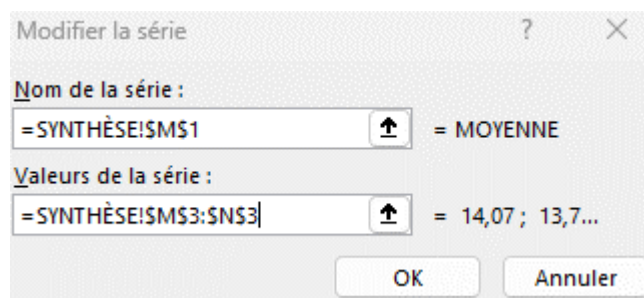 Modifier la série ? ×
Nom de la série :
=SYNTHÈSE!$M$1 = MOYENNE
Valeurs de la série :
=SYNTHÈSE!$M$3:$N$3 = 14,07 ; 13,7...
OK Annuler